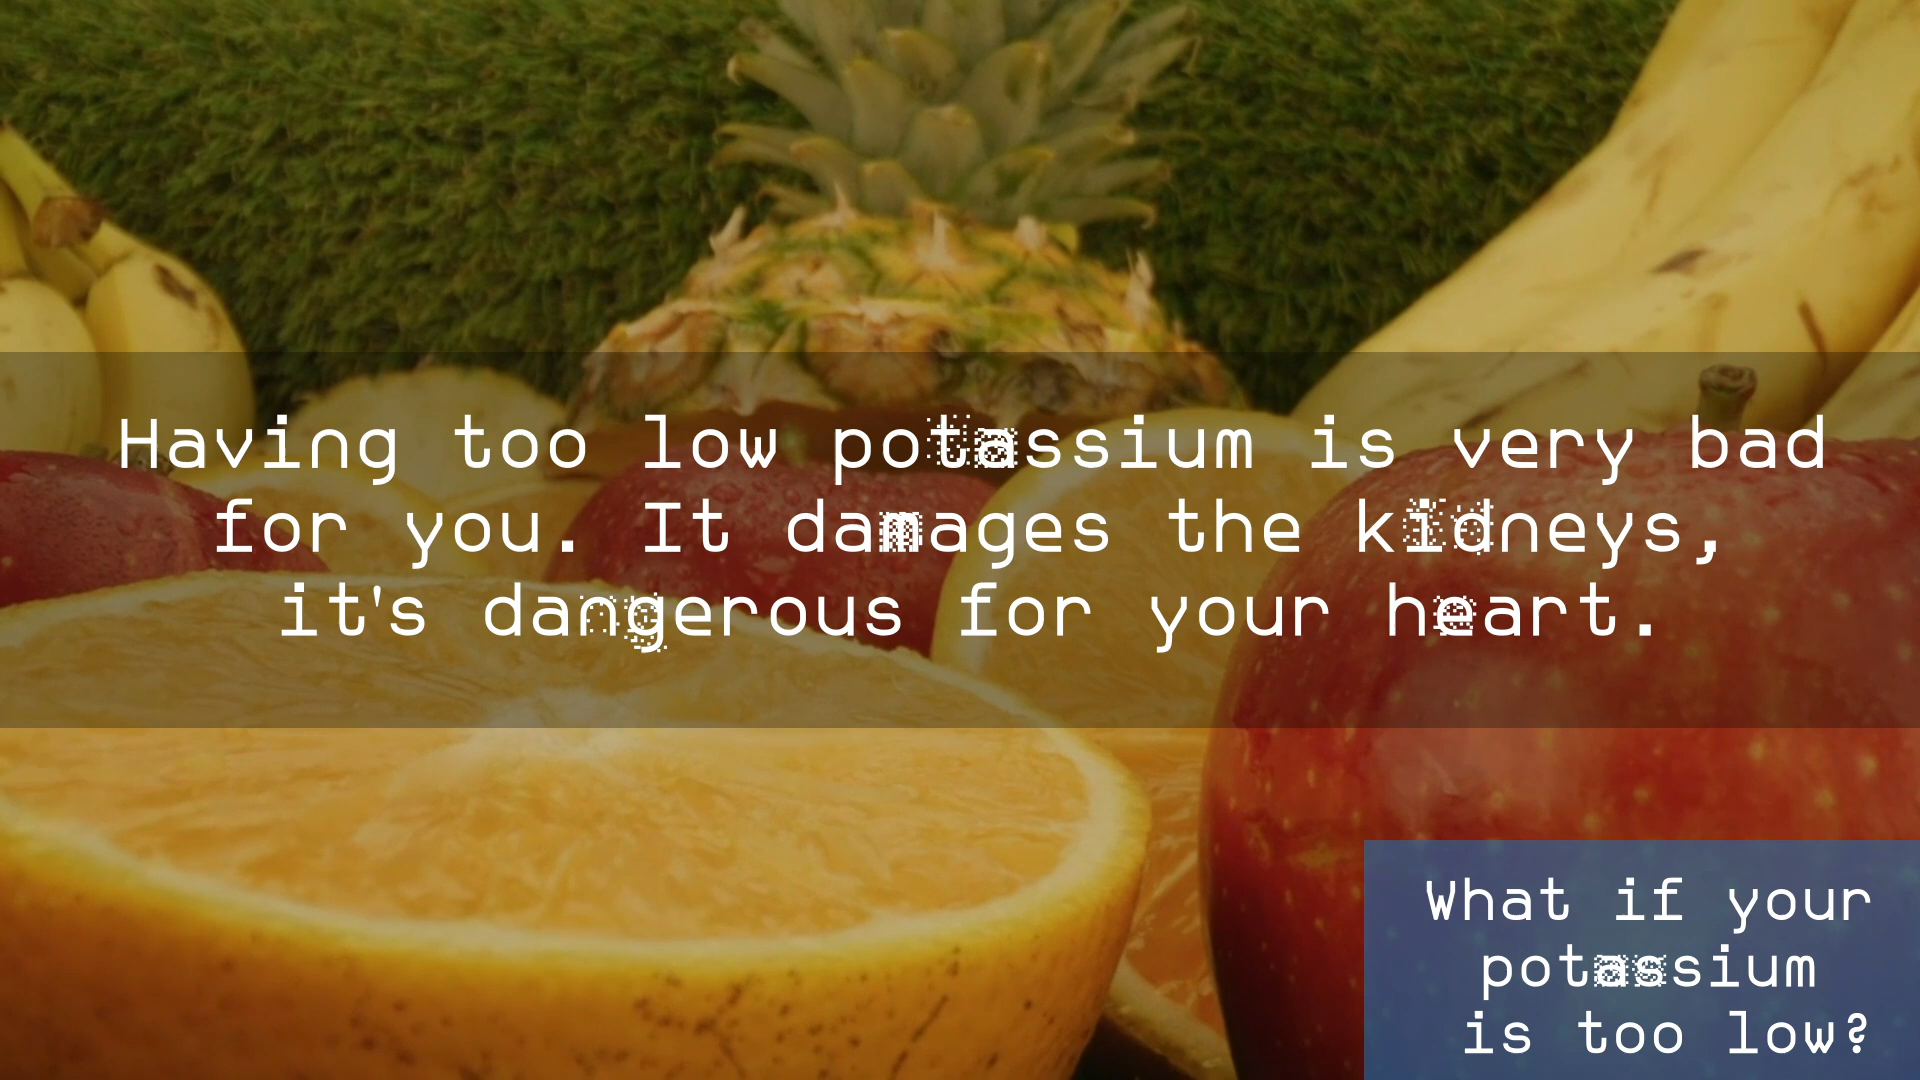 Having too low potassium is very bad
for you. It damages the kidneys,
it's dangerous for your heart.
What if your
potassium
is too low?